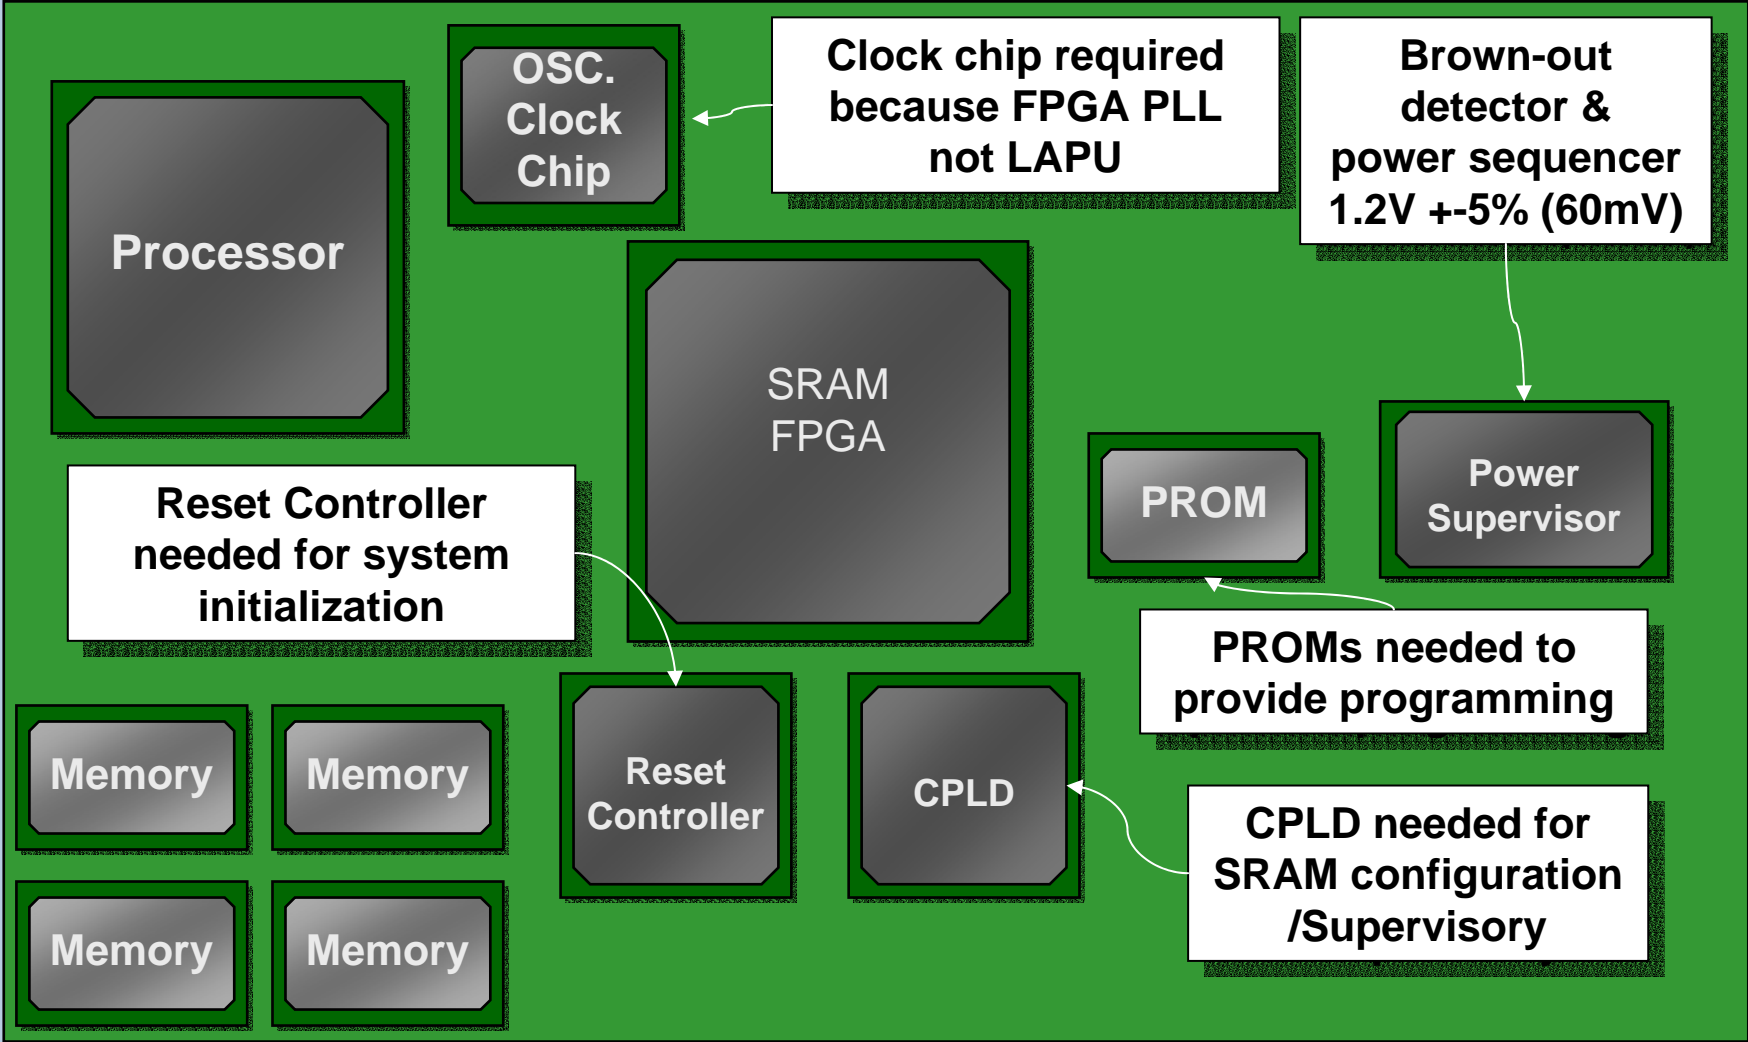 OSC.
Clock
Chip
Clock chip required
because FPGA PLL
not LAPU
Brown-out
detector &
power sequencer
1.2V +-5% (60mV)
Processor
SRAM
FPGA
PROM
Power
Supervisor
Reset Controller
needed for system
initialization
PROMs needed to
provide programming
Memory
Memory
Reset
Controller
CPLD
CPLD needed for
SRAM configuration
/Supervisory
Memory
Memory